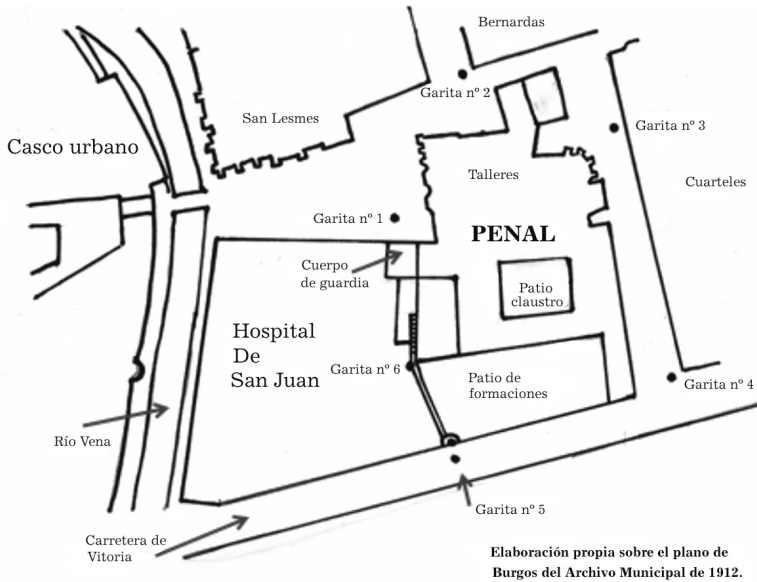 Bernardas
Garita nº 2
San Lesmes
Garita nº 3
Casco urbano
Talleres
Cuarteles
Garita nº 1
PENAL
Cuerpo
de guardia
Patio
claustro
Hospital
De
San Juan
Garita nº 6
Patio de
formaciones
Garita nº 4
Río Vena
Garita nº 5
Carretera de
Vitoria
Elaboración propia sobre el plano de
Burgos del Archivo Municipal de 1912.